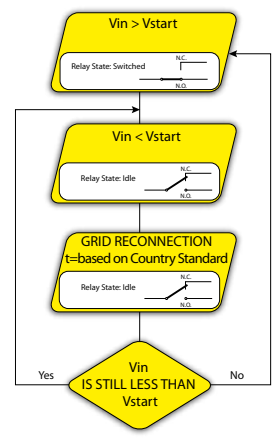 Vin > Vstart
N.C.
Relay State: Switched
N.O.
Vin < Vstart
N.C.
Relay State: Idle
N.O.
GRID RECONNECTION
t=based on Country Standard
N.C.
Relay State: Idle
N.O.
Yes
Vin
IS STILL LESS THAN
Vstart
No